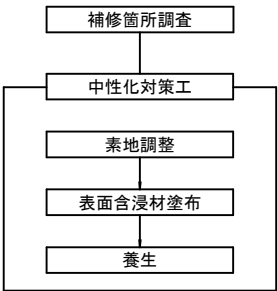 補修箇所調査
中性化対策工
素地調整
表面含浸材塗布
養生